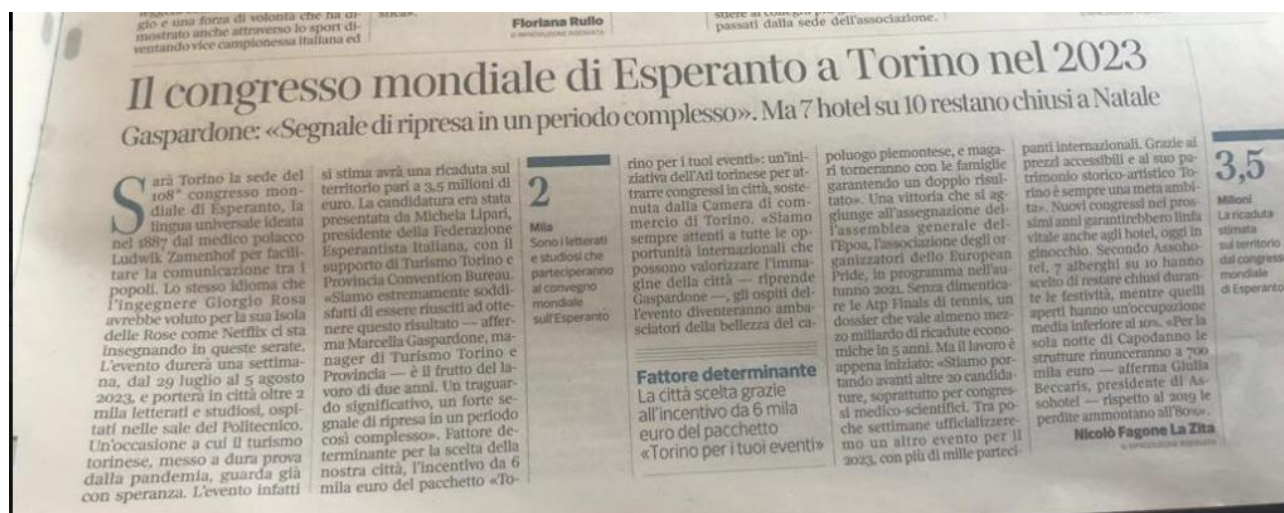 gio e una forza di volontà che ha di-
mostrato anche attraverso lo sport di-
ventando vice campionessa italiana ed
Floriana Rullo
© RIPRODUZIONE RISERVATA
passati dalla sede dell'associazione.
Il congresso mondiale di Esperanto a Torino nel 2023
Gaspardone: «Segnale di ripresa in un periodo complesso». Ma 7 hotel su 10 restano chiusi a Natale
Sarà Torino la sede del
108° congresso mon-
diale di Esperanto, la
lingua universale ideata
nel 1887 dal medico polacco
Ludwik Zamenhof per facili-
tare la comunicazione tra i
popoli. Lo stesso idioma che
l'ingegnere Giorgio Rosa
avrebbe voluto per la sua Isola
delle Rose come Netflix ci sta
insegnando in queste serate.
L'evento durerà una settima-
na, dal 29 luglio al 5 agosto
2023, e porterà in città oltre 2
mila letterati e studiosi, ospi-
tati nelle sale del Politecnico.
Un'occasione a cui il turismo
torinese, messo a dura prova
dalla pandemia, guarda già
con speranza. L'evento infatti
si stima avrà una ricaduta sul
territorio pari a 3,5 milioni di
euro. La candidatura era stata
presentata da Michela Lipari,
presidente della Federazione
Esperantista Italiana, con il
supporto di Turismo Torino e
Provincia Convention Bureau.
«Siamo estremamente soddi-
sfatti di essere riusciti ad otte-
nere questo risultato — affer-
ma Marcella Gaspardone, ma-
nager di Turismo Torino e
Provincia — è il frutto del la-
voro di due anni. Un traguar-
do significativo, un forte se-
gnale di ripresa in un periodo
così complesso». Fattore de-
terminante per la scelta della
nostra città, l'incentivo da 6
mila euro del pacchetto «To-
2
Mila
Sono i letterati
e studiosi che
parteciperanno
al convegno
mondiale
sull'Esperanto
rino per i tuoi eventi»: un'ini-
ziativa dell'Atl torinese per at-
trarre congressi in città, soste-
nuta dalla Camera di com-
mercio di Torino. «Siamo
sempre attenti a tutte le op-
portunità internazionali che
possono valorizzare l'imma-
gine della città — riprende
Gaspardone —, gli ospiti del-
l'evento diventeranno amba-
sciatori della bellezza del ca-
Fattore determinante
La città scelta grazie
all'incentivo da 6 mila
euro del pacchetto
«Torino per i tuoi eventi»
poluogo piemontese, e maga-
ri torneranno con le famiglie
garantendo un doppio risul-
tato». Una vittoria che si ag-
giunge all'assegnazione del-
l'assemblea generale del-
l'Epoa, l'associazione degli or-
ganizzatori dello European
Pride, in programma nell'au-
tunno 2021. Senza dimentica-
re le Atp Finals di tennis, un
dossier che vale almeno mez-
zo miliardo di ricadute econo-
miche in 5 anni. Ma il lavoro è
appena iniziato: «Stiamo por-
tando avanti altre 20 candida-
ture, soprattutto per congres-
si medico-scientifici. Tra po-
che settimane ufficializzere-
mo un altro evento per il
2023, con più di mille parteci-
panti internazionali. Grazie ai
prezzi accessibili e al suo pa-
trimonio storico-artistico To-
rino è sempre una meta ambi-
ta». Nuovi congressi nei pros-
simi anni garantirebbero linfa
vitale anche agli hotel, oggi in
ginocchio. Secondo Assoho-
tel, 7 alberghi su 10 hanno
scelto di restare chiusi duran-
te le festività, mentre quelli
aperti hanno un'occupazione
media inferiore al 10%. «Per la
sola notte di Capodanno le
strutture rinunceranno a 700
mila euro — afferma Giulia
Beccaris, presidente di As-
sohotel — rispetto al 2019 le
perdite ammontano all'80%».
Nicolò Fagone La Zita
© RIPRODUZIONE RISERVATA
3,5
Milioni
La ricaduta
stimata
sul territorio
dal congresso
mondiale
di Esperanto